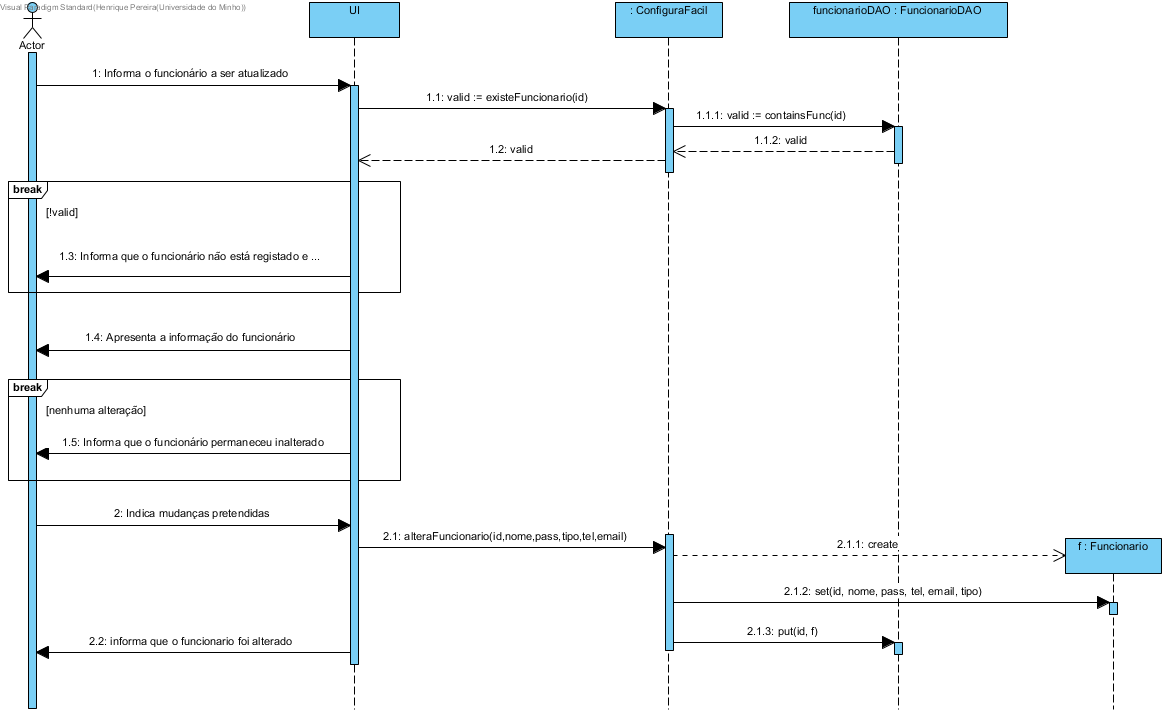 Visual Paradigm Standard(Henrique Pereira(Universidade do Minho))
Actor
UI
: ConfiguraFacil
funcionarioDAO : FuncionarioDAO
1: Informa o funcionário a ser atualizado
1.1: valid := existeFuncionario(id)
1.1.1: valid := containsFunc(id)
1.1.2: valid
1.2: valid
break
[!valid]
1.3: Informa que o funcionário não está registado e ...
1.4: Apresenta a informação do funcionário
break
[nenhuma alteração]
1.5: Informa que o funcionário permaneceu inalterado
2: Indica mudanças pretendidas
2.1: alteraFuncionario(id,nome,pass,tipo,tel,email)
2.1.1: create
f : Funcionario
2.1.2: set(id, nome, pass, tel, email, tipo)
2.1.3: put(id, f)
2.2: informa que o funcionario foi alterado